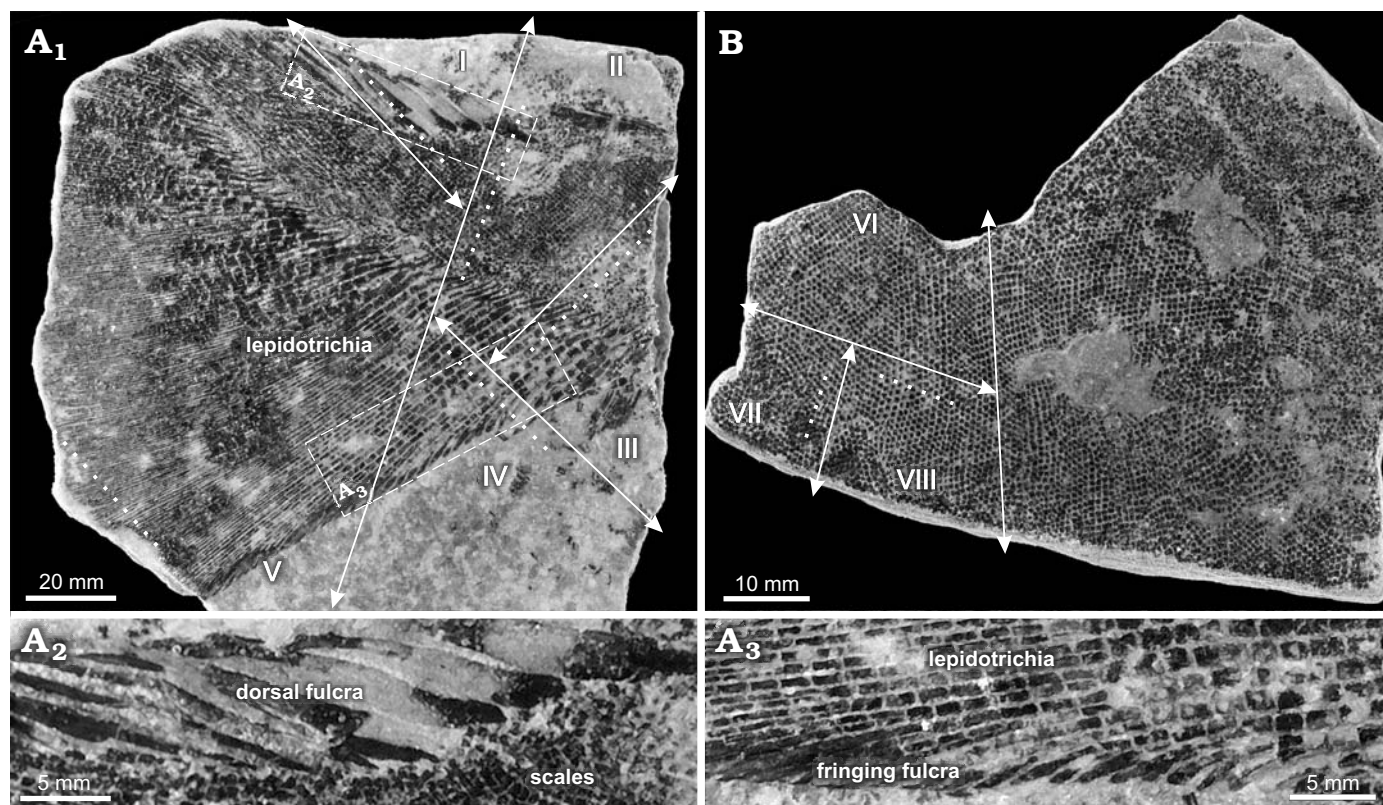 A1
I
II
A2
lepidotrichia
III
IV
A3
V
20 mm
B
VI
VII
VIII
10 mm
A2
dorsal fulcra
scales
5 mm
A3
lepidotrichia
fringing fulcra
5 mm